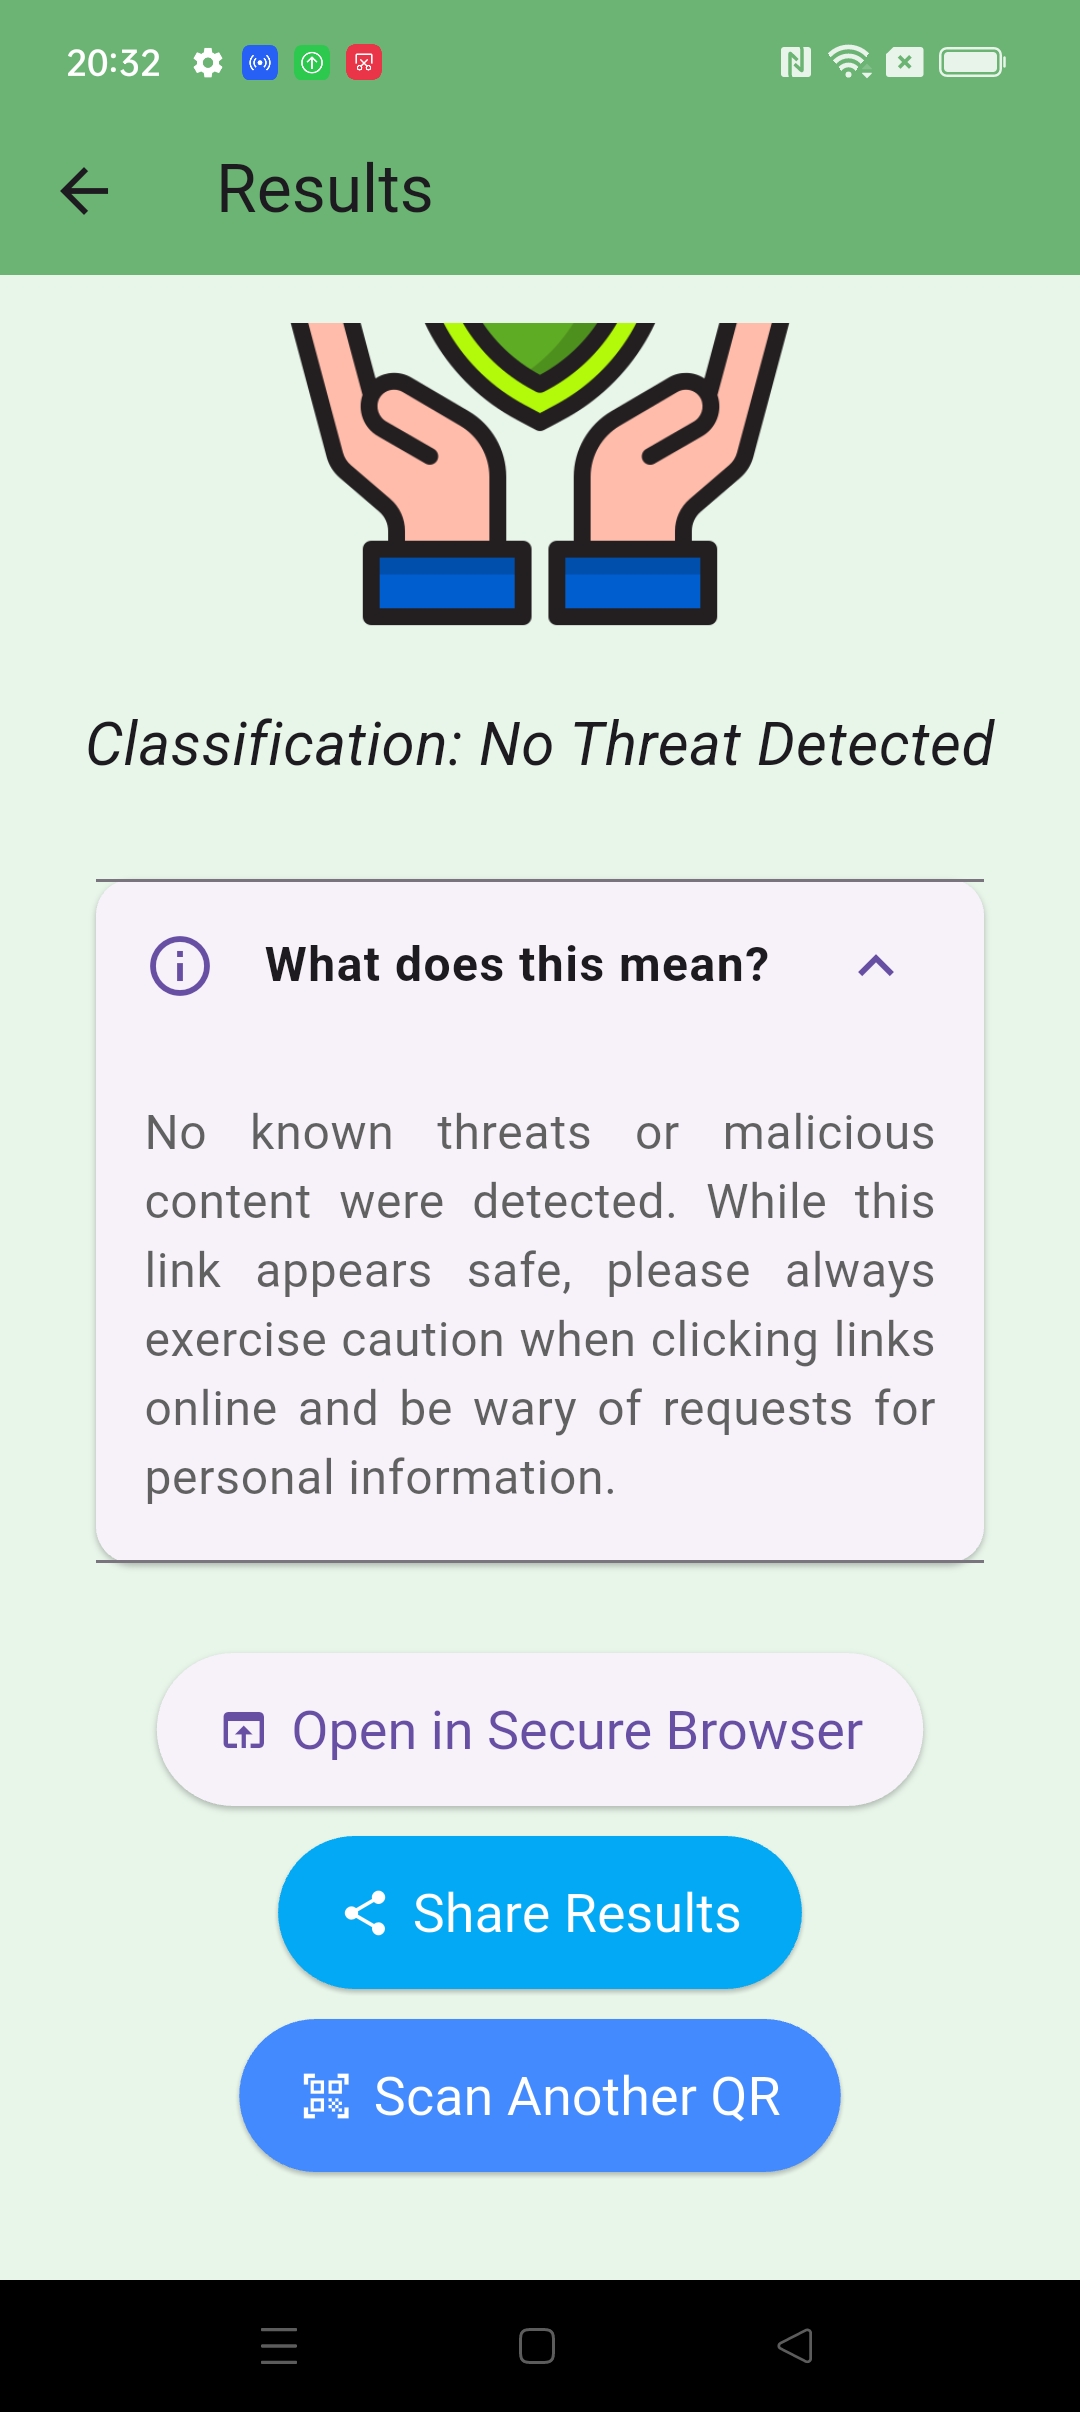 20:32
Results
Classification: No Threat Detected
What does this mean?
No known threats or malicious
content were detected. While this
link appears safe, please always
exercise caution when clicking links
online and be wary of requests for
personal information.
Open in Secure Browser
Share Results
Scan Another QR